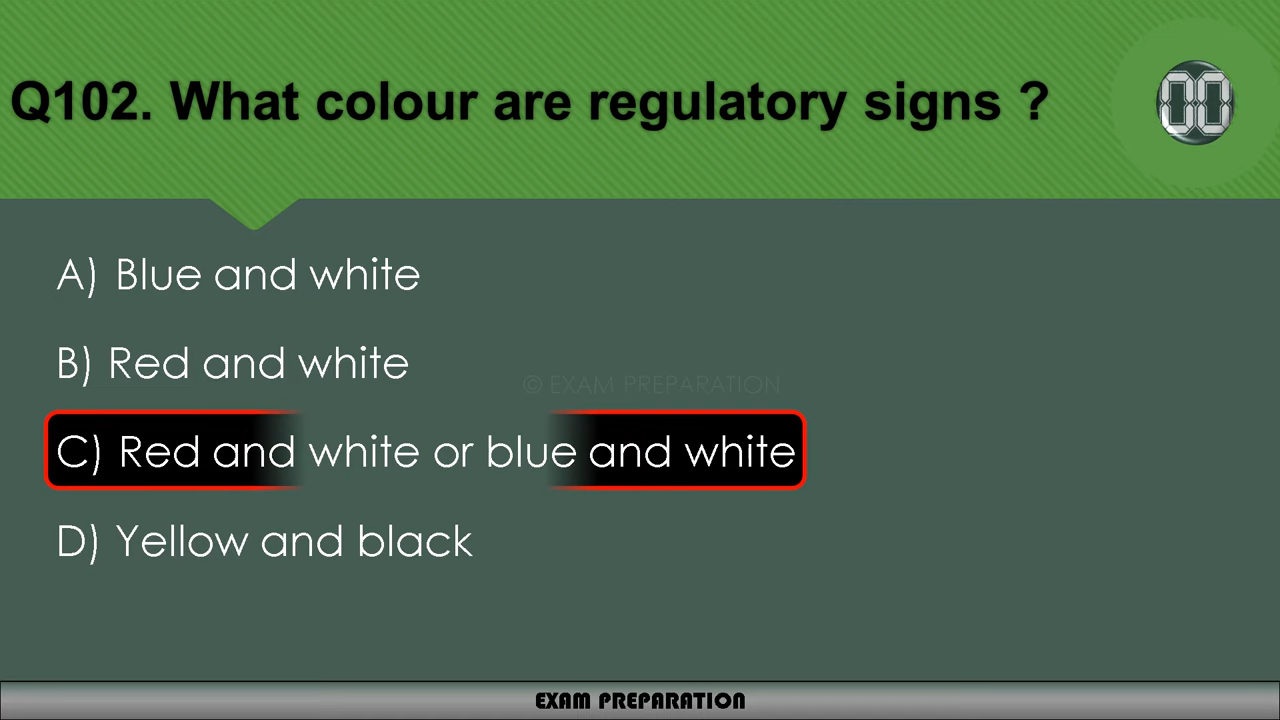 Q102. What colour are regulatory signs ?
00
A) Blue and white
B) Red and white
© EXAM PREPARATION
C) Red and white or blue and white
D) Yellow and black
EXAM PREPARATION